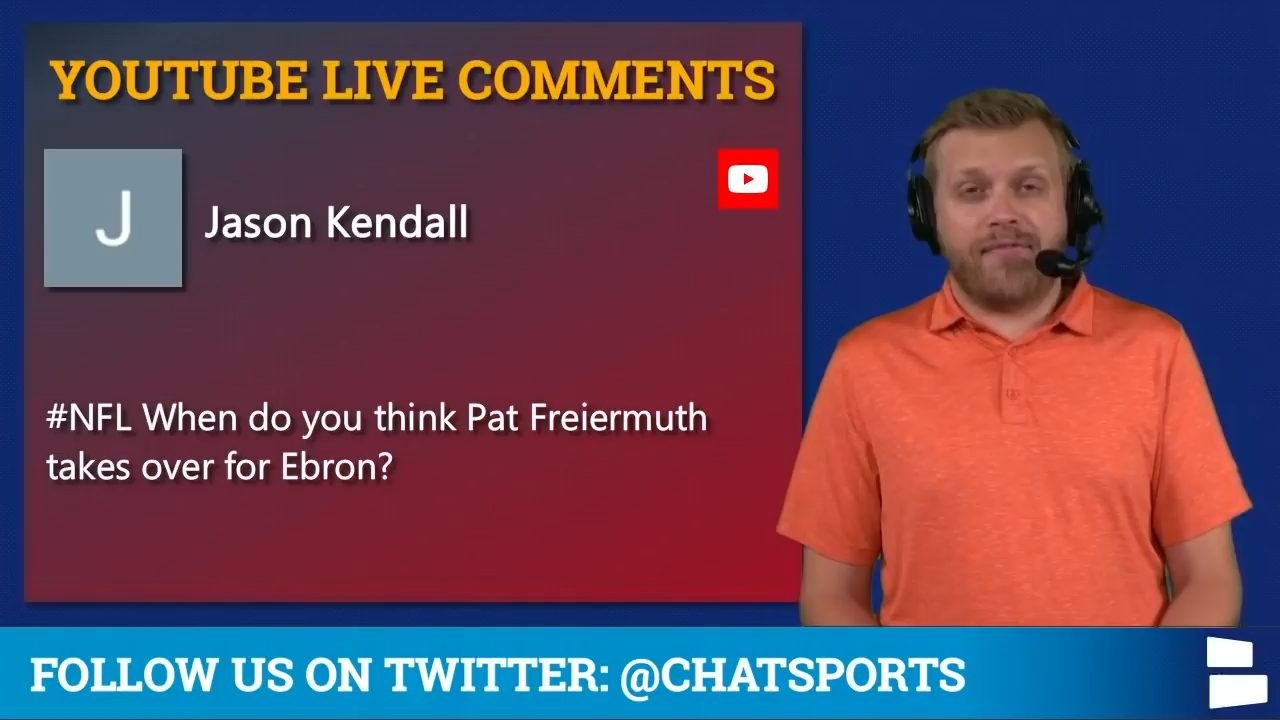 YOUTUBE LIVE COMMENTS
J
Jason Kendall
#NFL When do you think Pat Freiermuth
takes over for Ebron?
FOLLOW US ON TWITTER: @CHATSPORTS